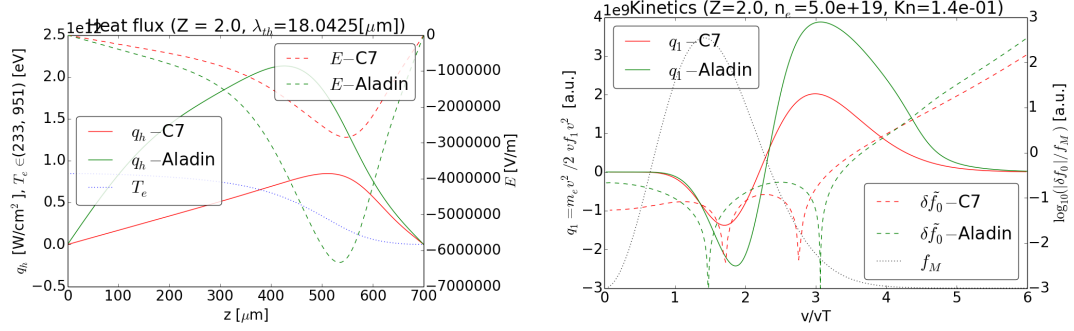 1e12
Heat flux (Z = 2.0, λ_th=18.0425[μm])
E−C7
E−Aladin
q_h−C7
q_h−Aladin
T_e
2.5
2.0
1.5
1.0
0.5
0.0
−0.5
q_h [W/cm²], T_e ∈(233, 951) [eV]
0
−1000000
−2000000
−3000000
−4000000
−5000000
−6000000
−7000000
E [V/m]
0 100 200 300 400 500 600 700
z [μm]
1e9
Kinetics (Z=2.0, n_e=5.0e+19, Kn=1.4e-01)
q_1−C7
q_1−Aladin
δf̃_0−C7
δf̃_0−Aladin
f_M
4
3
2
1
0
−1
−2
−3
q_1 = m_e v² /2 v f_1 v² [a.u.]
3
2
1
0
−1
−2
−3
log10(|δf̃_0|/f_M) [a.u.]
0 1 2 3 4 5 6
v/vT